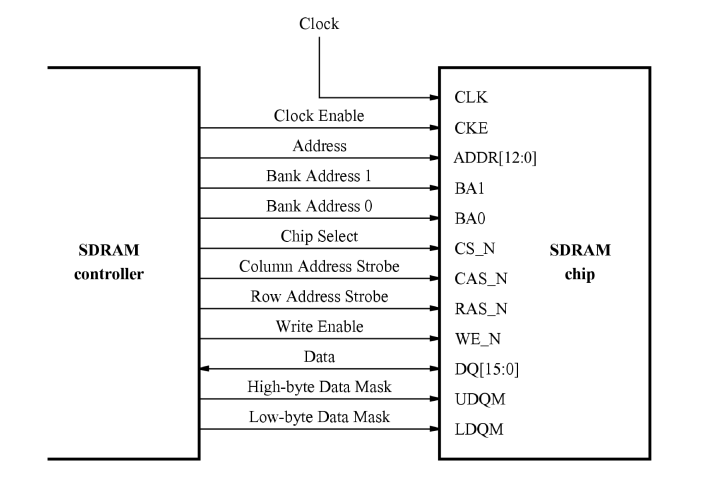 Clock
CLK
Clock Enable
CKE
Address
ADDR[12:0]
Bank Address 1
BA1
Bank Address 0
BA0
Chip Select
CS_N
SDRAM
controller
SDRAM
chip
Column Address Strobe
CAS_N
Row Address Strobe
RAS_N
Write Enable
WE_N
Data
DQ[15:0]
High-byte Data Mask
UDQM
Low-byte Data Mask
LDQM